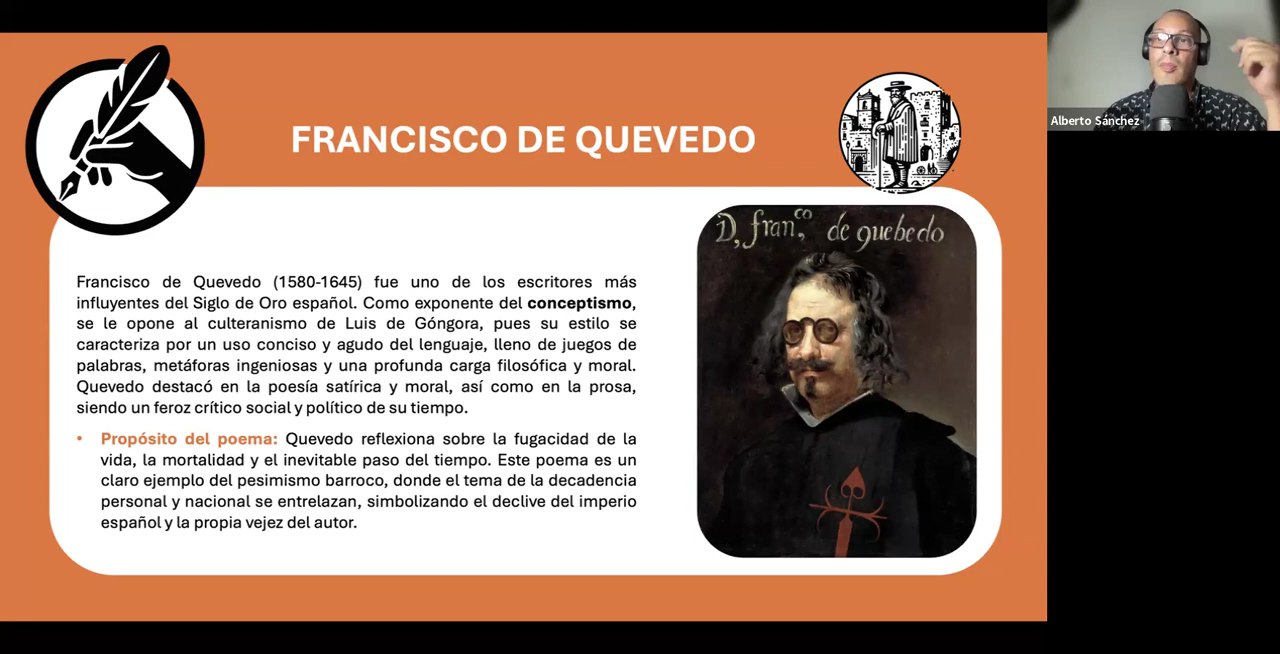 FRANCISCO DE QUEVEDO
Alberto Sánchez
D, fran,co de quebedo
Francisco de Quevedo (1580-1645) fue uno de los escritores más
influyentes del Siglo de Oro español. Como exponente del conceptismo,
se le opone al culteranismo de Luis de Góngora, pues su estilo se
caracteriza por un uso conciso y agudo del lenguaje, lleno de juegos de
palabras, metáforas ingeniosas y una profunda carga filosófica y moral.
Quevedo destacó en la poesía satírica y moral, así como en la prosa,
siendo un feroz crítico social y político de su tiempo.
• Propósito del poema: Quevedo reflexiona sobre la fugacidad de la
vida, la mortalidad y el inevitable paso del tiempo. Este poema es un
claro ejemplo del pesimismo barroco, donde el tema de la decadencia
personal y nacional se entrelazan, simbolizando el declive del imperio
español y la propia vejez del autor.